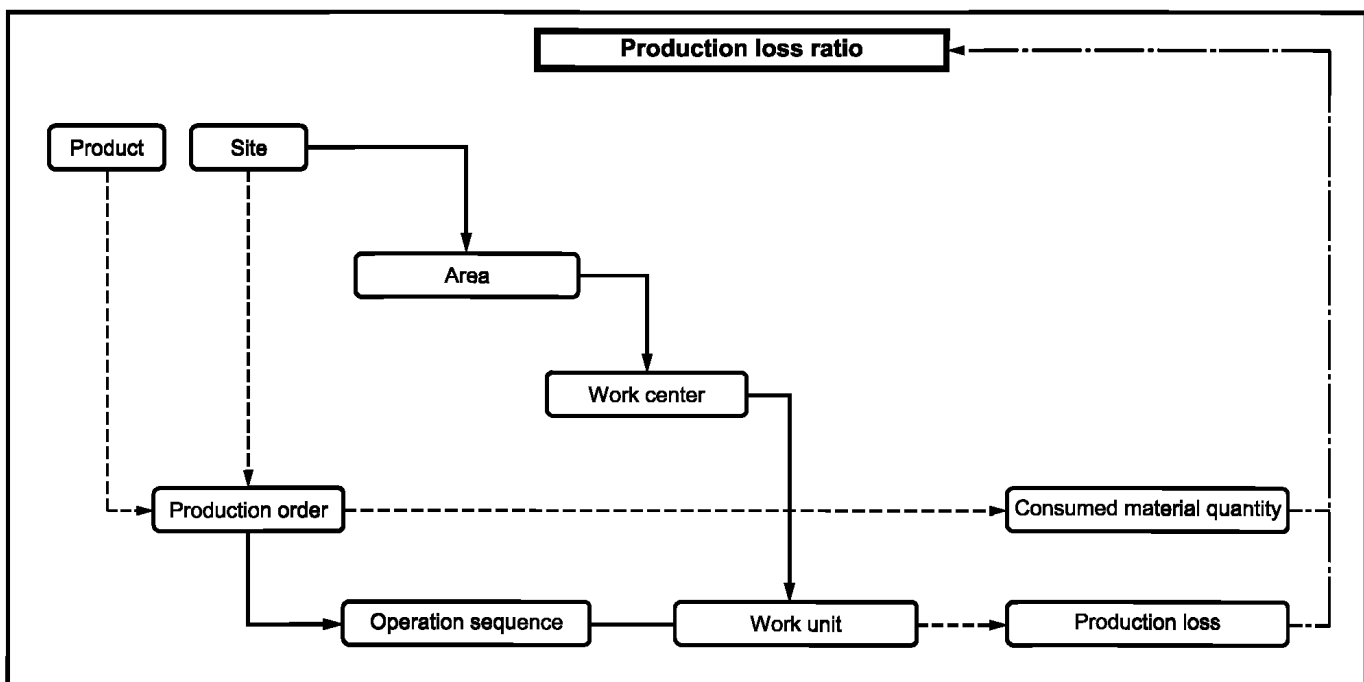 Production loss ratio
Product
Site
Area
Work center
Production order
Consumed material quantity
Operation sequence
Work unit
Production loss